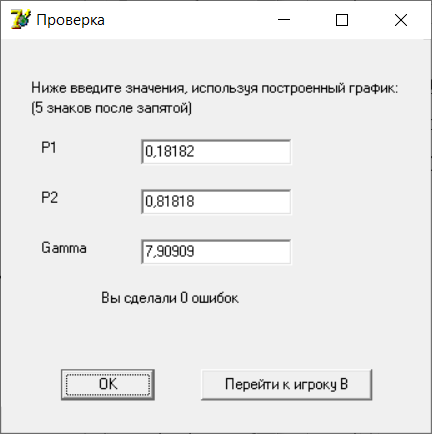 Проверка
Ниже введите значения, используя построенный график:
(5 знаков после запятой)
P1
0,18182
P2
0,81818
Gamma
7,90909
Вы сделали 0 ошибок
OK
Перейти к игроку B